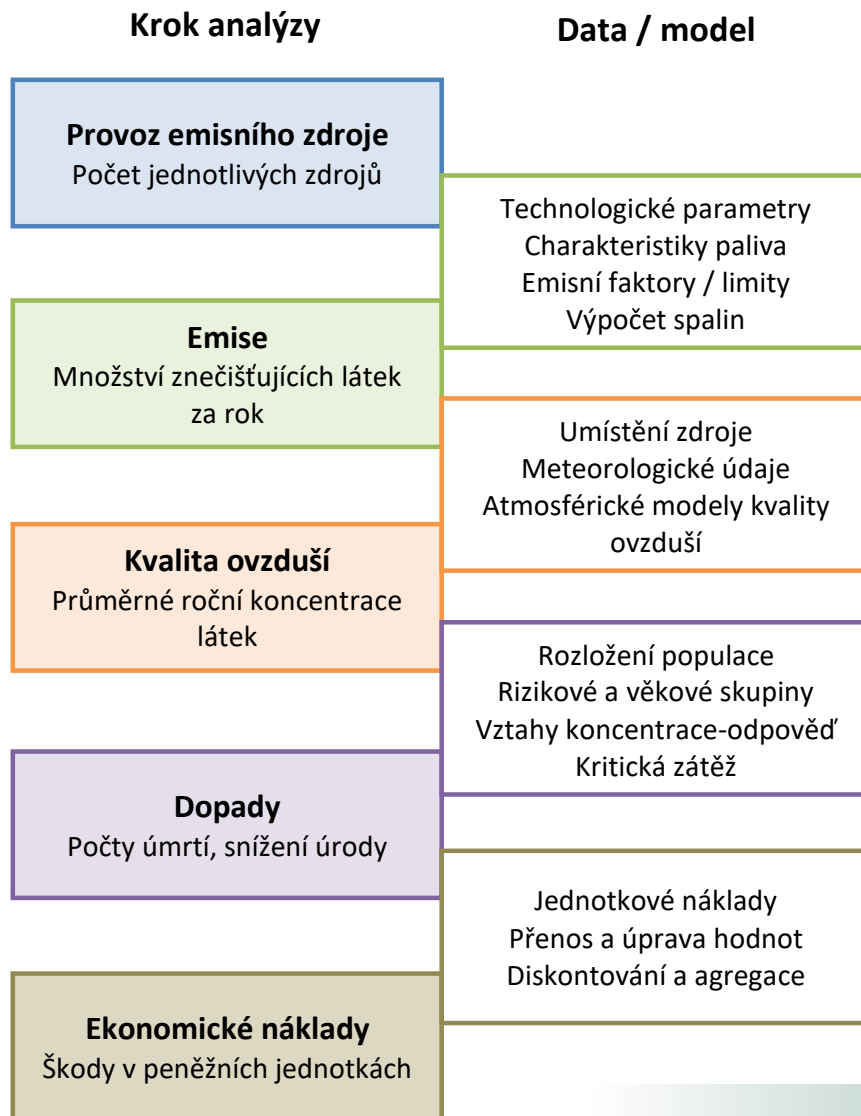 Krok analýzy
Data / model
Provoz emisního zdroje
Počet jednotlivých zdrojů
Technologické parametry
Charakteristiky paliva
Emisní faktory / limity
Výpočet spalin
Emise
Množství znečišťujících látek
za rok
Umístění zdroje
Meteorologické údaje
Atmosférické modely kvality
ovzduší
Kvalita ovzduší
Průměrné roční koncentrace
látek
Rozložení populace
Rizikové a věkové skupiny
Vztahy koncentrace-odpověď
Kritická zátěž
Dopady
Počty úmrtí, snížení úrody
Jednotkové náklady
Přenos a úprava hodnot
Diskontování a agregace
Ekonomické náklady
Škody v peněžních jednotkách